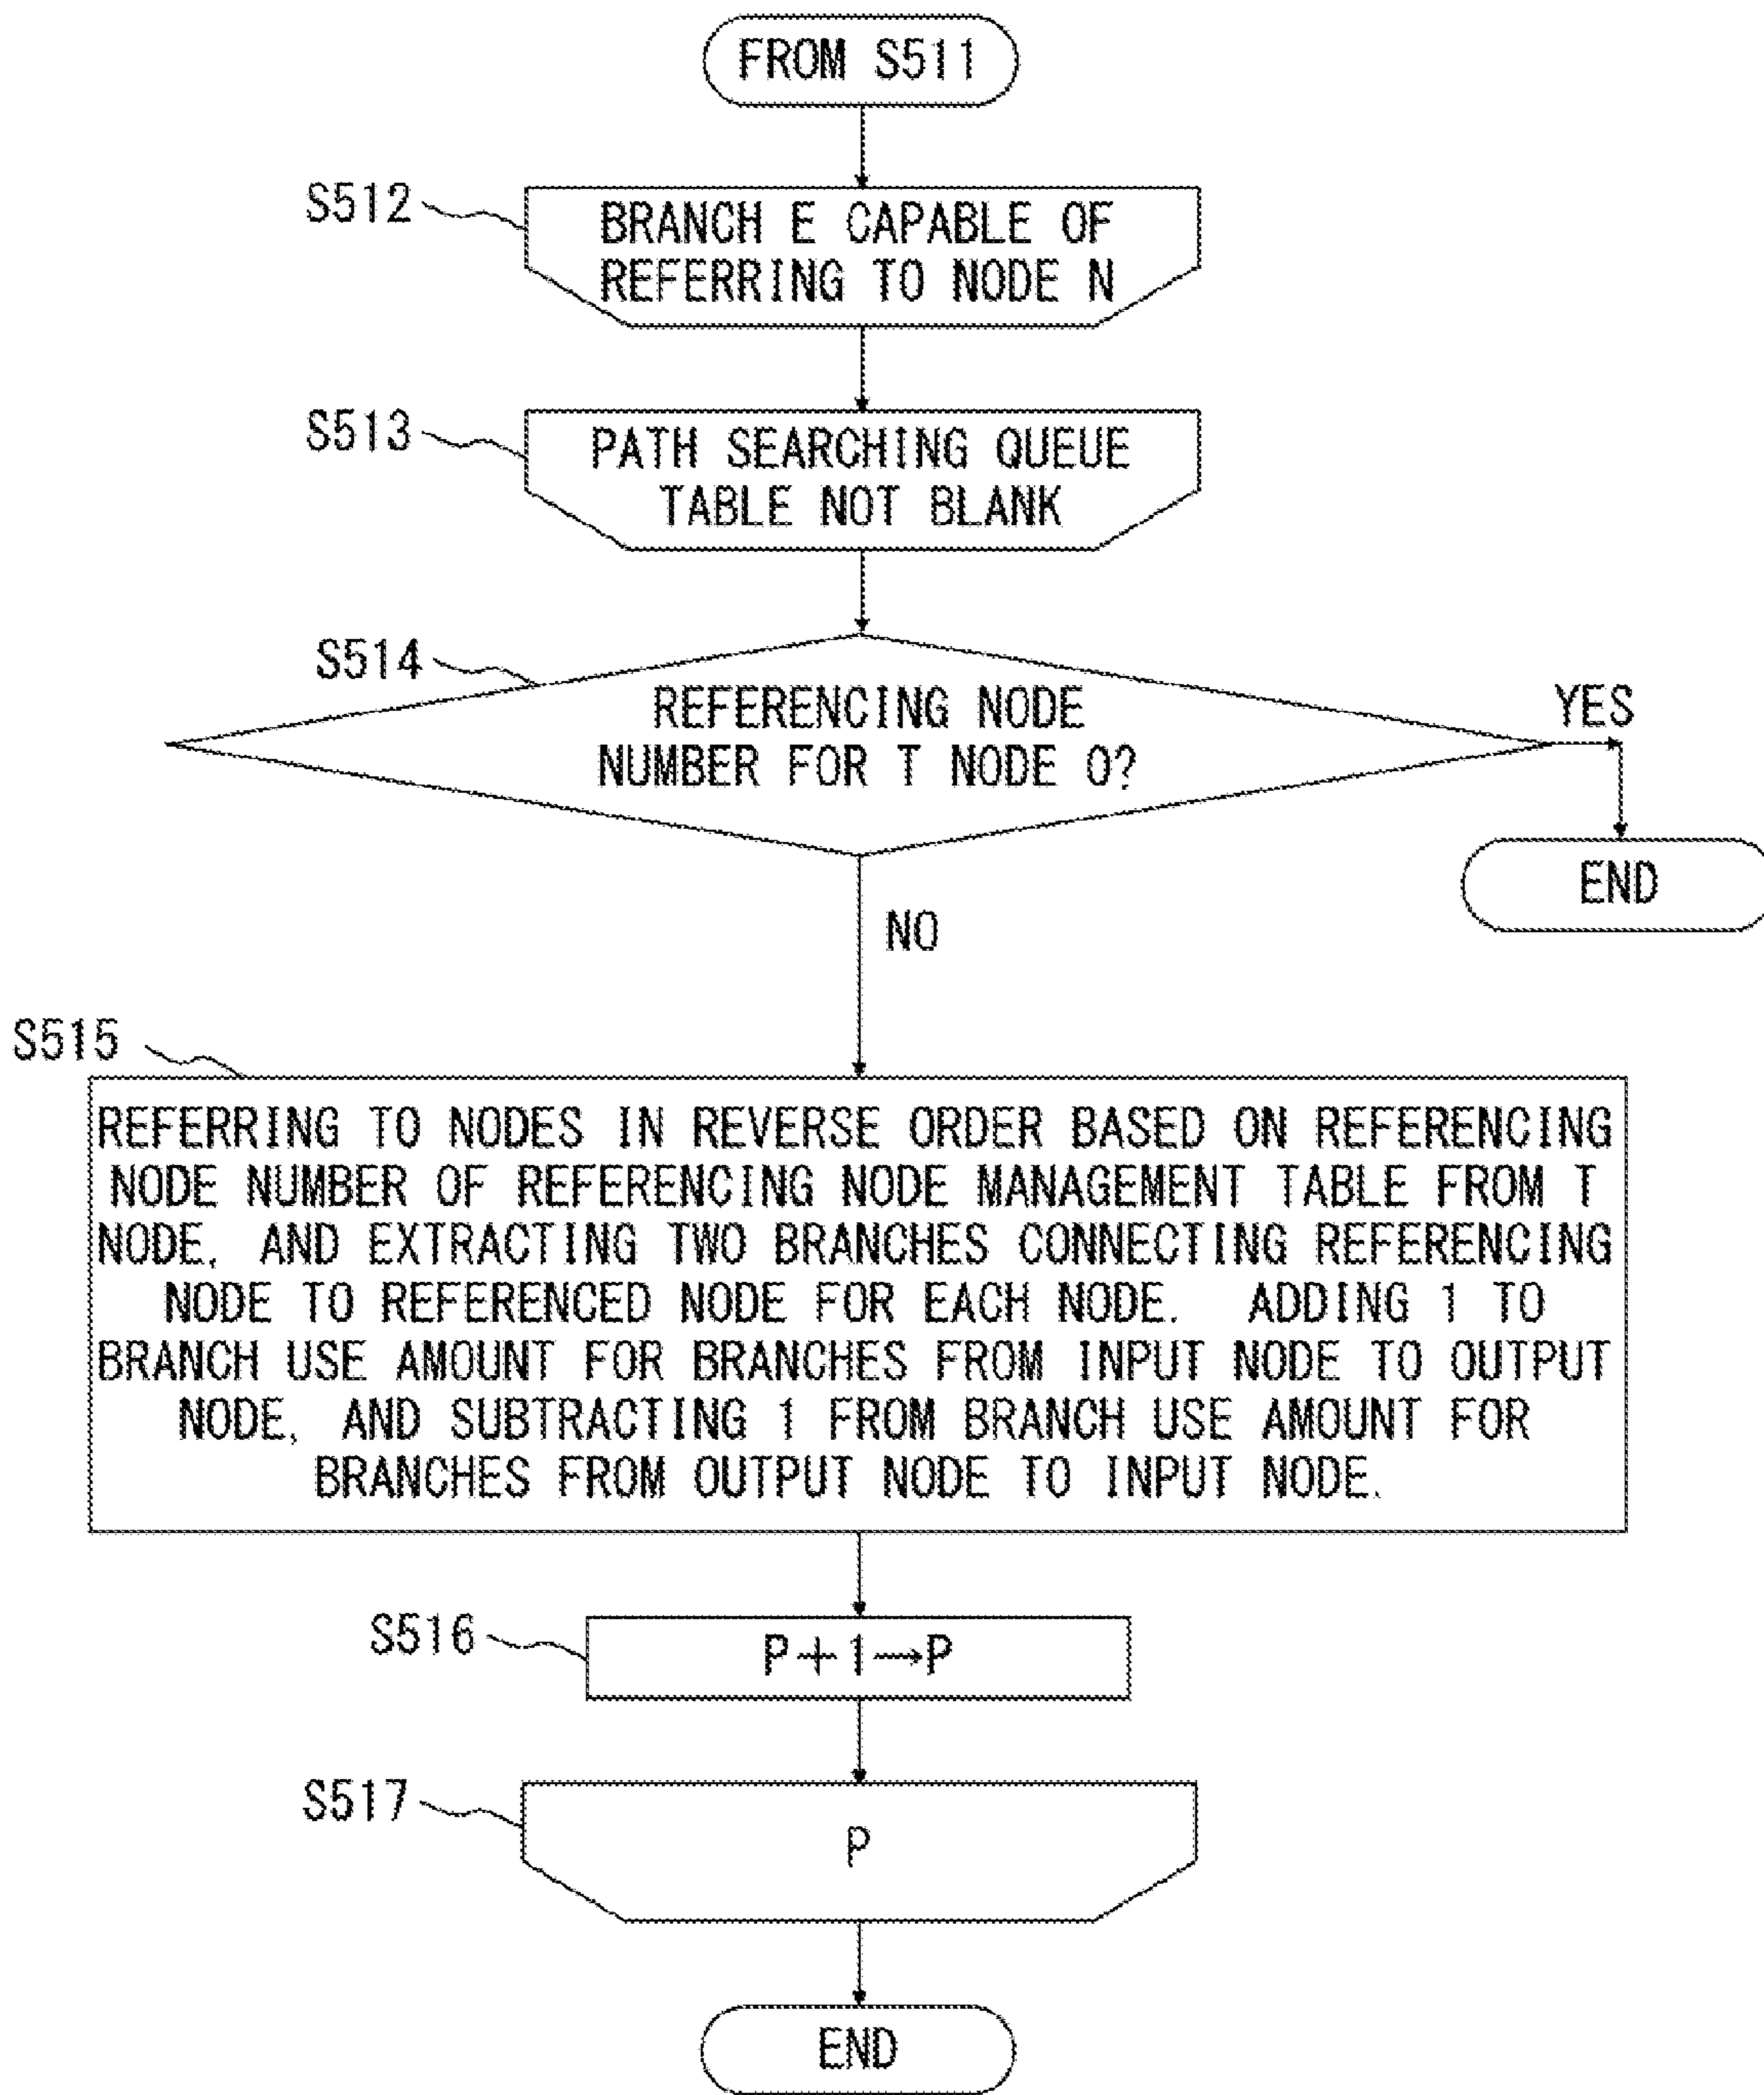 FROM S511
S512
BRANCH E CAPABLE OF
REFERRING TO NODE N
S513
PATH SEARCHING QUEUE
TABLE NOT BLANK
S514
REFERENCING NODE
NUMBER FOR T NODE 0?
YES
END
NO
S515
REFERRING TO NODES IN REVERSE ORDER BASED ON REFERENCING
NODE NUMBER OF REFERENCING NODE MANAGEMENT TABLE FROM T
NODE, AND EXTRACTING TWO BRANCHES CONNECTING REFERENCING
NODE TO REFERENCED NODE FOR EACH NODE. ADDING 1 TO
BRANCH USE AMOUNT FOR BRANCHES FROM INPUT NODE TO OUTPUT
NODE, AND SUBTRACTING 1 FROM BRANCH USE AMOUNT FOR
BRANCHES FROM OUTPUT NODE TO INPUT NODE.
S516
P+1→P
S517
P
END